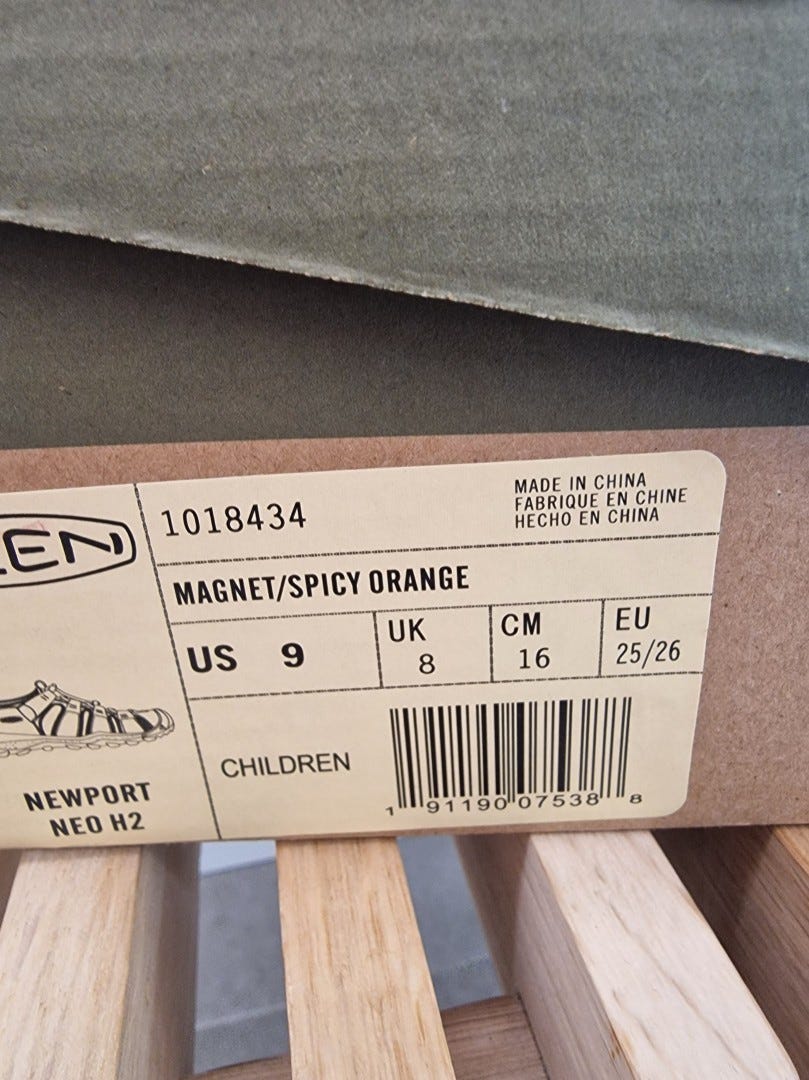 EEN
1018434
MADE IN CHINA
FABRIQUE EN CHINE
HECHO EN CHINA
MAGNET/SPICY ORANGE
US 9
UK
8
CM
16
EU
25/26
NEWPORT
NEO H2
CHILDREN
1 91190 07538 8